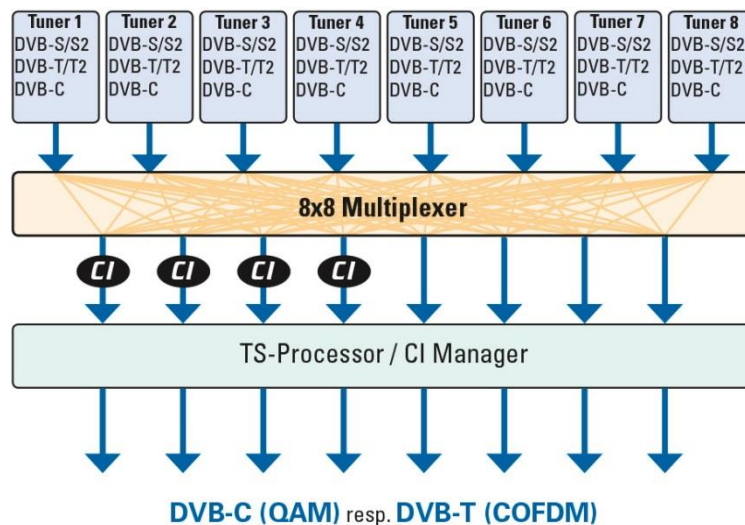 Tuner 1 Tuner 2 Tuner 3 Tuner 4 Tuner 5 Tuner 6 Tuner 7 Tuner 8
DVB-S/S2 DVB-S/S2 DVB-S/S2 DVB-S/S2 DVB-S/S2 DVB-S/S2 DVB-S/S2 DVB-S/S2
DVB-T/T2 DVB-T/T2 DVB-T/T2 DVB-T/T2 DVB-T/T2 DVB-T/T2 DVB-T/T2 DVB-T/T2
DVB-C DVB-C DVB-C DVB-C DVB-C DVB-C DVB-C DVB-C
8x8 Multiplexer
CI CI CI CI
TS-Processor / CI Manager
DVB-C (QAM) resp. DVB-T (COFDM)